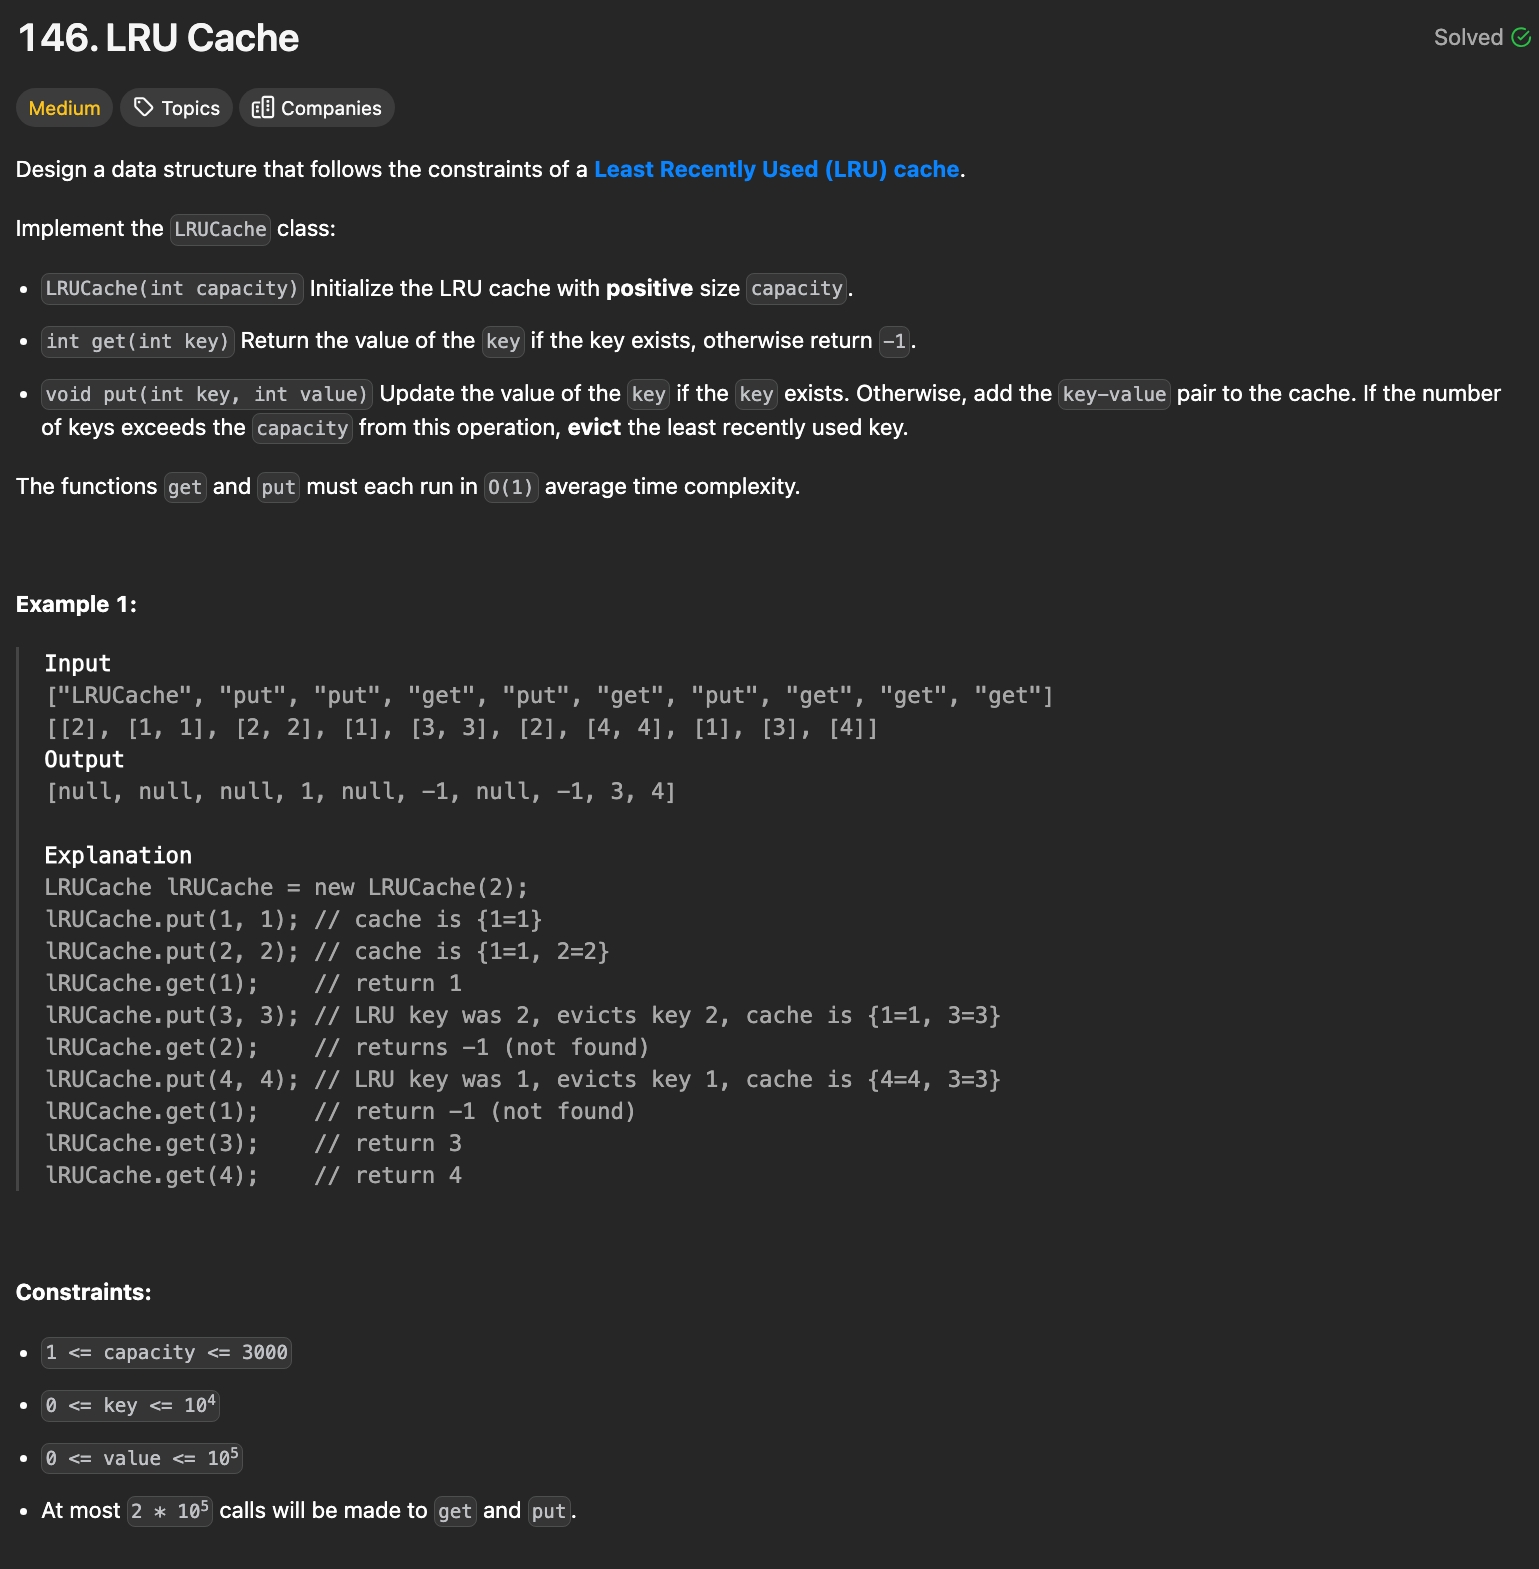 146. LRU Cache
Solved
Medium
Topics
Companies
Design a data structure that follows the constraints of a Least Recently Used (LRU) cache.
Implement the LRUCache class:
• LRUCache(int capacity) Initialize the LRU cache with positive size capacity.
• int get(int key) Return the value of the key if the key exists, otherwise return -1.
• void put(int key, int value) Update the value of the key if the key exists. Otherwise, add the key-value pair to the cache. If the number
of keys exceeds the capacity from this operation, evict the least recently used key.
The functions get and put must each run in O(1) average time complexity.
Example 1:
Input
["LRUCache", "put", "put", "get", "put", "get", "put", "get", "get", "get"]
[[2], [1, 1], [2, 2], [1], [3, 3], [2], [4, 4], [1], [3], [4]]
Output
[null, null, null, 1, null, -1, null, -1, 3, 4]
Explanation
LRUCache lRUCache = new LRUCache(2);
lRUCache.put(1, 1); // cache is {1=1}
lRUCache.put(2, 2); // cache is {1=1, 2=2}
lRUCache.get(1);    // return 1
lRUCache.put(3, 3); // LRU key was 2, evicts key 2, cache is {1=1, 3=3}
lRUCache.get(2);    // returns -1 (not found)
lRUCache.put(4, 4); // LRU key was 1, evicts key 1, cache is {4=4, 3=3}
lRUCache.get(1);    // return -1 (not found)
lRUCache.get(3);    // return 3
lRUCache.get(4);    // return 4
Constraints:
• 1 <= capacity <= 3000
• 0 <= key <= 10⁴
• 0 <= value <= 10⁵
• At most 2 * 10⁵ calls will be made to get and put.